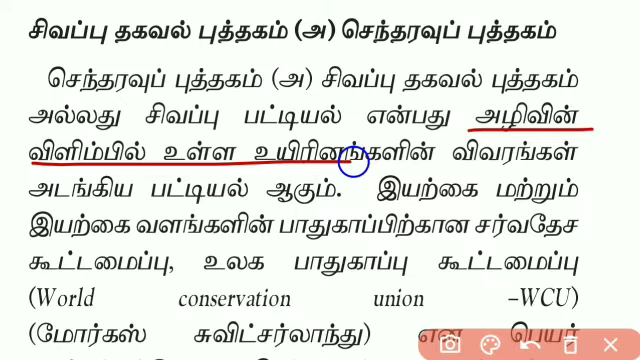 சிவப்பு தகவல் புத்தகம் (அ) செந்தரவுப் புத்தகம்
செந்தரவுப் புத்தகம் (அ) சிவப்பு தகவல் புத்தகம்
அல்லது சிவப்பு பட்டியல் என்பது அழிவின்
விளிம்பில் உள்ள உயிரினங்களின் விவரங்கள்
அடங்கிய பட்டியல் ஆகும். இயற்கை மற்றும்
இயற்கை வளங்களின் பாதுகாப்பிற்கான சர்வதேச
கூட்டமைப்பு, உலக பாதுகாப்பு கூட்டமைப்பு
(World conservation union –WCU)
(மோர்கஸ் சுவிட்சர்லாந்து) என பெயர்